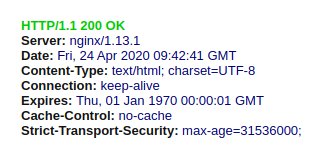 HTTP/1.1 200 OK
Server: nginx/1.13.1
Date: Fri, 24 Apr 2020 09:42:41 GMT
Content-Type: text/html; charset=UTF-8
Connection: keep-alive
Expires: Thu, 01 Jan 1970 00:00:01 GMT
Cache-Control: no-cache
Strict-Transport-Security: max-age=31536000;